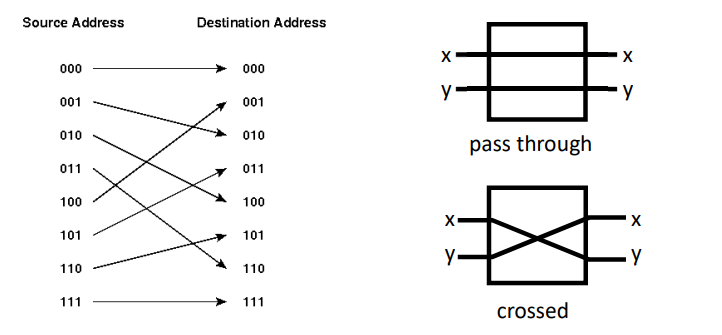 Source Address Destination Address
000 000
001 001
010 010
011 011
100 100
101 101
110 110
111 111
x x
y y
pass through
x x
y y
crossed